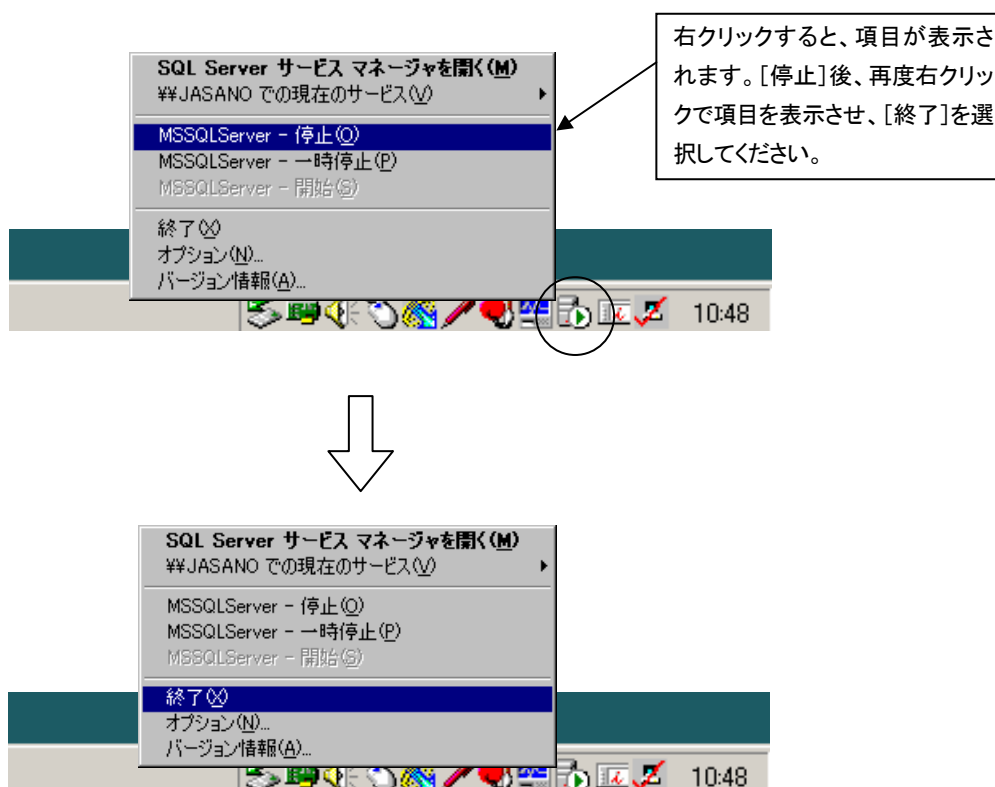 右クリックすると、項目が表示さ
れます。［停止］後、再度右クリッ
クで項目を表示させ、［終了］を選
択してください。
SQL Server サービス マネージャを開く(M)
¥¥JASANO での現在のサービス(V)
MSSQLServer - 停止(O)
MSSQLServer - 一時停止(P)
MSSQLServer - 開始(S)
終了(X)
オプション(N)...
バージョン情報(A)...
10:48
SQL Server サービス マネージャを開く(M)
¥¥JASANO での現在のサービス(V)
MSSQLServer - 停止(O)
MSSQLServer - 一時停止(P)
MSSQLServer - 開始(S)
終了(X)
オプション(N)...
バージョン情報(A)...
10:48